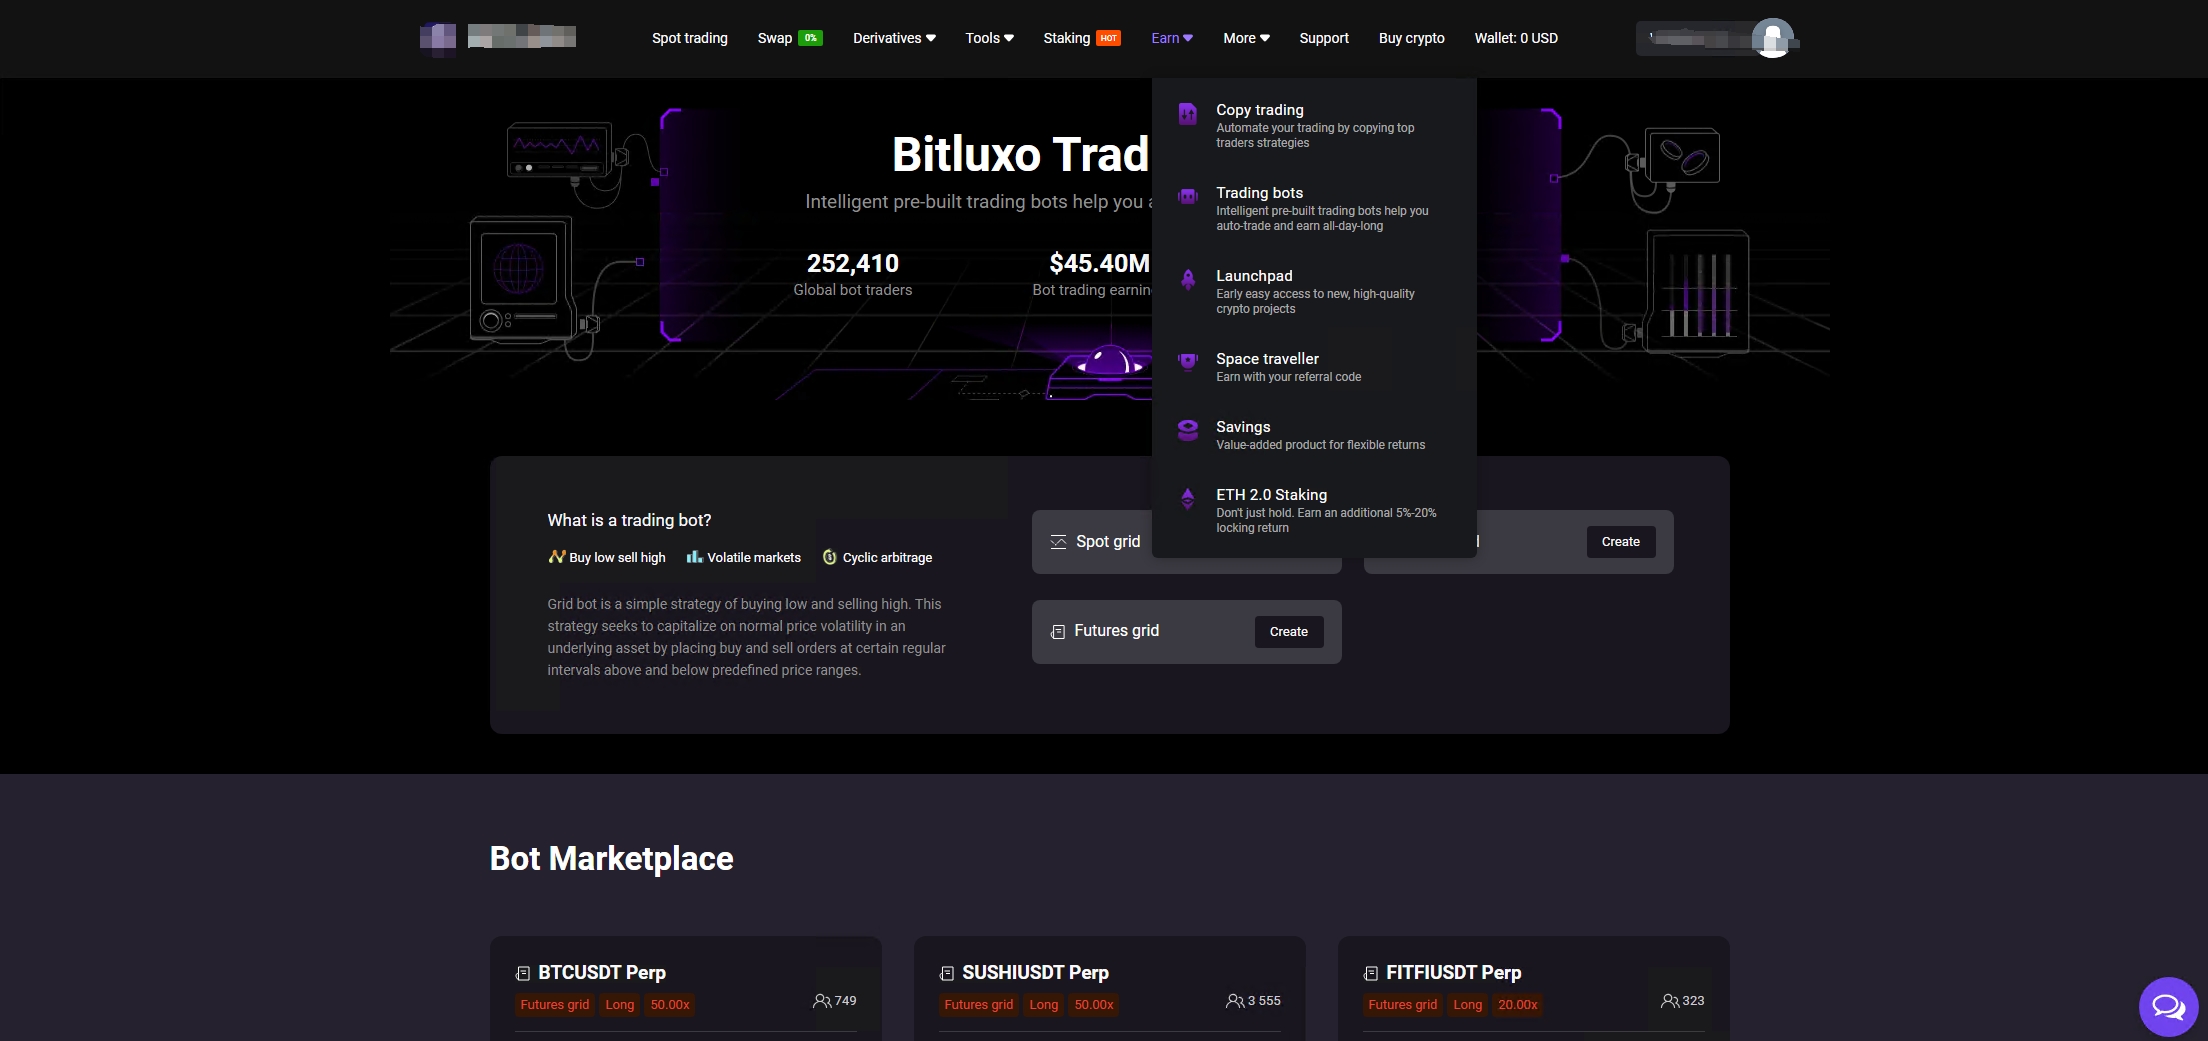 Spot trading Swap 0% Derivatives Tools Staking HOT Earn More Support Buy crypto Wallet: 0 USD
Copy trading
Automate your trading by copying top
traders strategies
Trading bots
Intelligent pre-built trading bots help you
auto-trade and earn all-day-long
Launchpad
Early easy access to new, high-quality
crypto projects
Space traveller
Earn with your referral code
Savings
Value-added product for flexible returns
ETH 2.0 Staking
Don't just hold. Earn an additional 5%-20%
locking return
Bitluxo Trad
Intelligent pre-built trading bots help you
252,410
Global bot traders
$45.40M
Bot trading earnin
What is a trading bot?
Buy low sell high Volatile markets Cyclic arbitrage
Grid bot is a simple strategy of buying low and selling high. This
strategy seeks to capitalize on normal price volatility in an
underlying asset by placing buy and sell orders at certain regular
intervals above and below predefined price ranges.
Spot grid
Create
Futures grid
Create
Bot Marketplace
BTCUSDT Perp
Futures grid Long 50.00x
749
SUSHIUSDT Perp
Futures grid Long 50.00x
3 555
FITFIUSDT Perp
Futures grid Long 20.00x
323